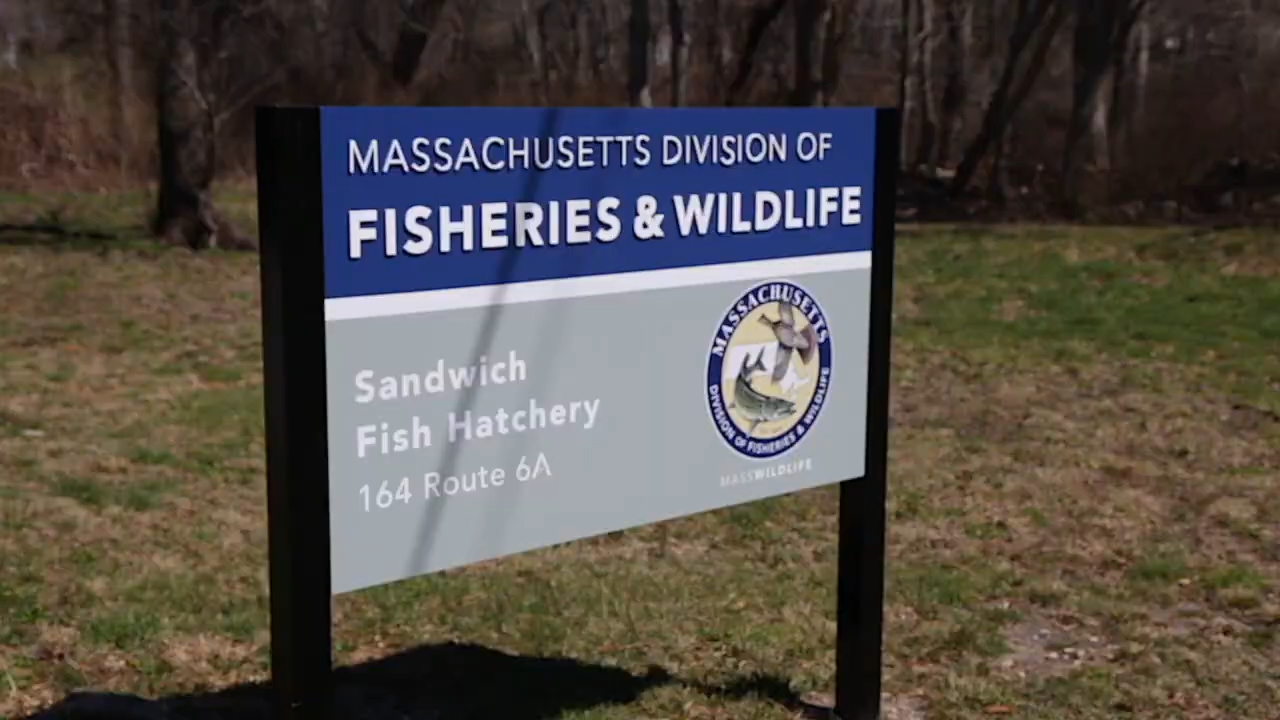 MASSACHUSETTS DIVISION OF
FISHERIES & WILDLIFE
Sandwich
Fish Hatchery
164 Route 6A
MASSACHUSETTS
DIVISION OF FISHERIES & WILDLIFE
MASSWILDLIFE